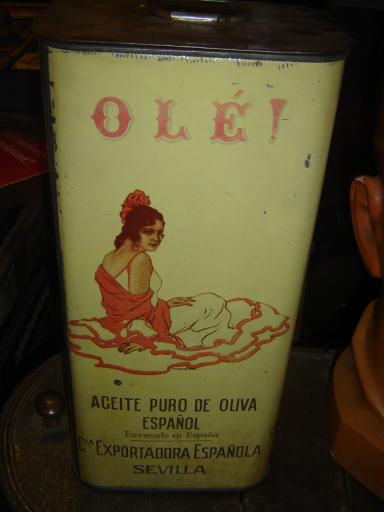 OLÉ!
ACEITE PURO DE OLIVA
ESPAÑOL
Envasado en España
Cía EXPORTADORA ESPAÑOLA
SEVILLA